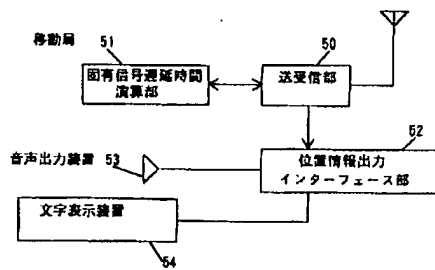 移動局
51
50
固有信号遅延時間
演算部
送受信部
52
音声出力装置 53
位置情報出力
インターフェース部
文字表示装置
54